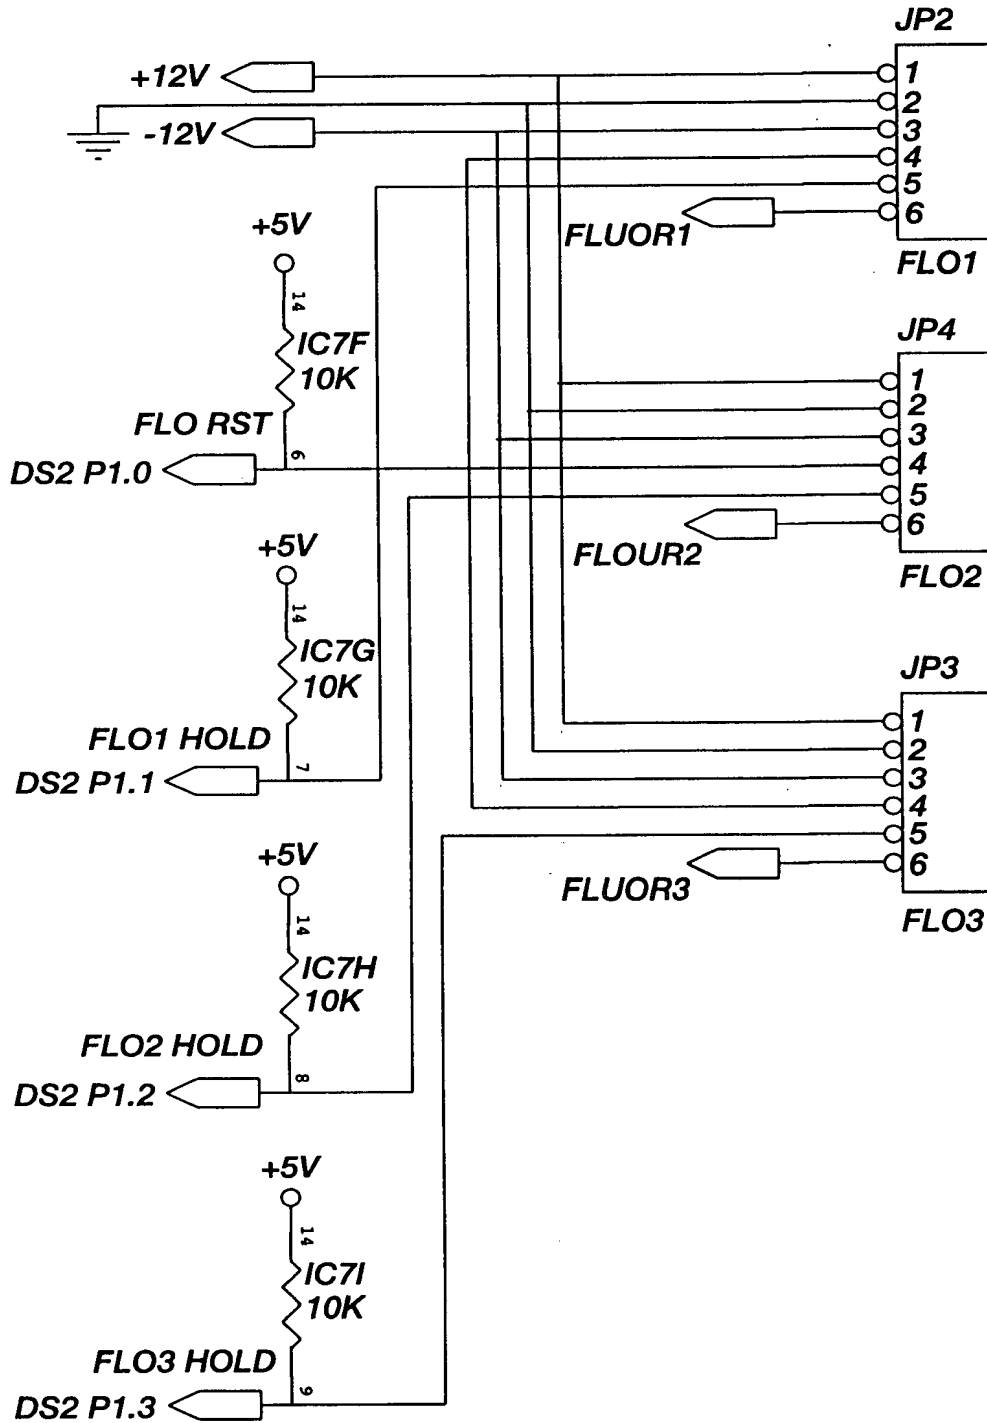 JP2
+12V
1
2
-12V
3
4
5
FLUOR1
6
FLO1
+5V
14
IC7F
10K
FLO RST
6
DS2 P1.0
JP4
1
2
3
4
5
FLOUR2
6
FLO2
+5V
14
IC7G
10K
FLO1 HOLD
7
DS2 P1.1
JP3
1
2
3
4
5
FLUOR3
6
FLO3
+5V
14
IC7H
10K
FLO2 HOLD
8
DS2 P1.2
+5V
14
IC7I
10K
FLO3 HOLD
9
DS2 P1.3